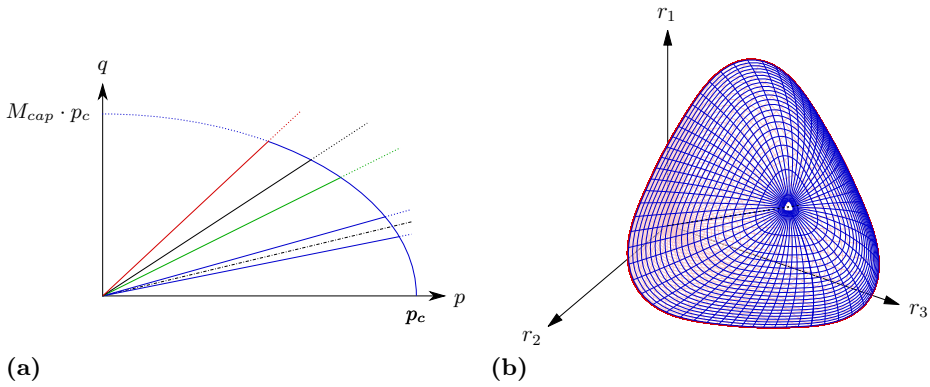 q
M_{cap} · p_c
p
p_c
(a)
r_1
r_2
r_3
(b)